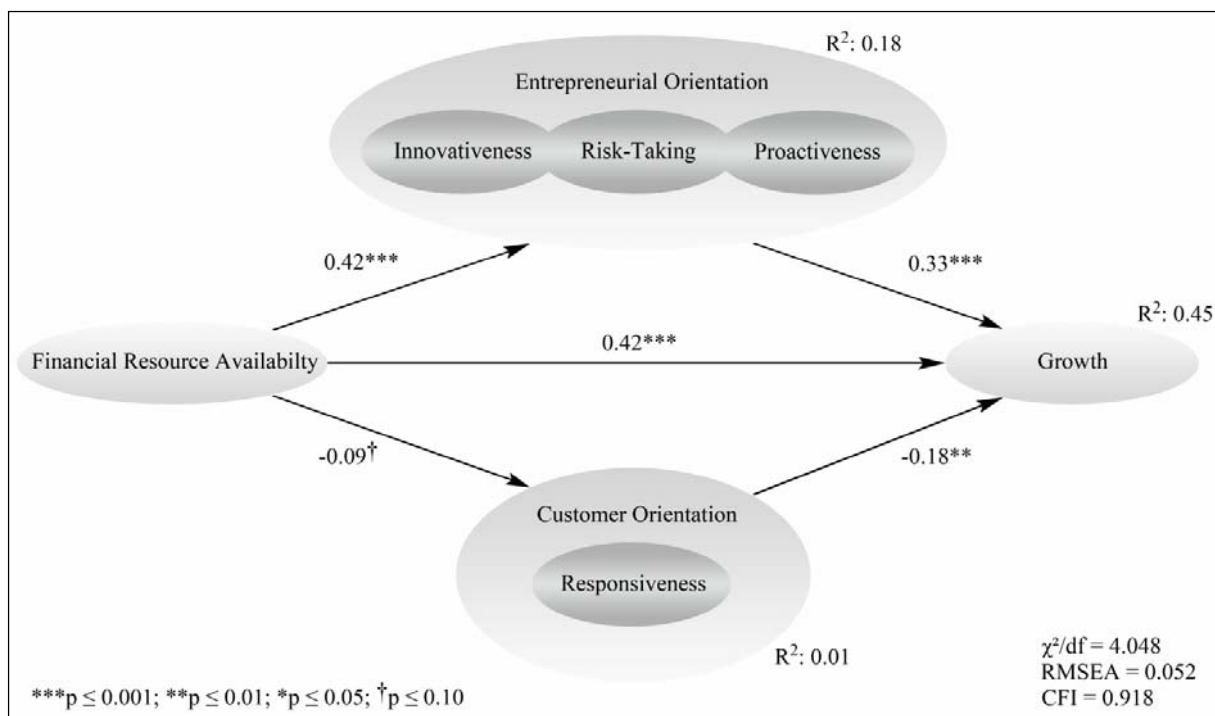 R²: 0.18
Entrepreneurial Orientation
Innovativeness
Risk-Taking
Proactiveness
0.42***
0.33***
R²: 0.45
Financial Resource Availabilty
0.42***
Growth
-0.09†
-0.18**
Customer Orientation
Responsiveness
R²: 0.01
χ²/df = 4.048
RMSEA = 0.052
CFI = 0.918
***p ≤ 0.001; **p ≤ 0.01; *p ≤ 0.05; †p ≤ 0.10